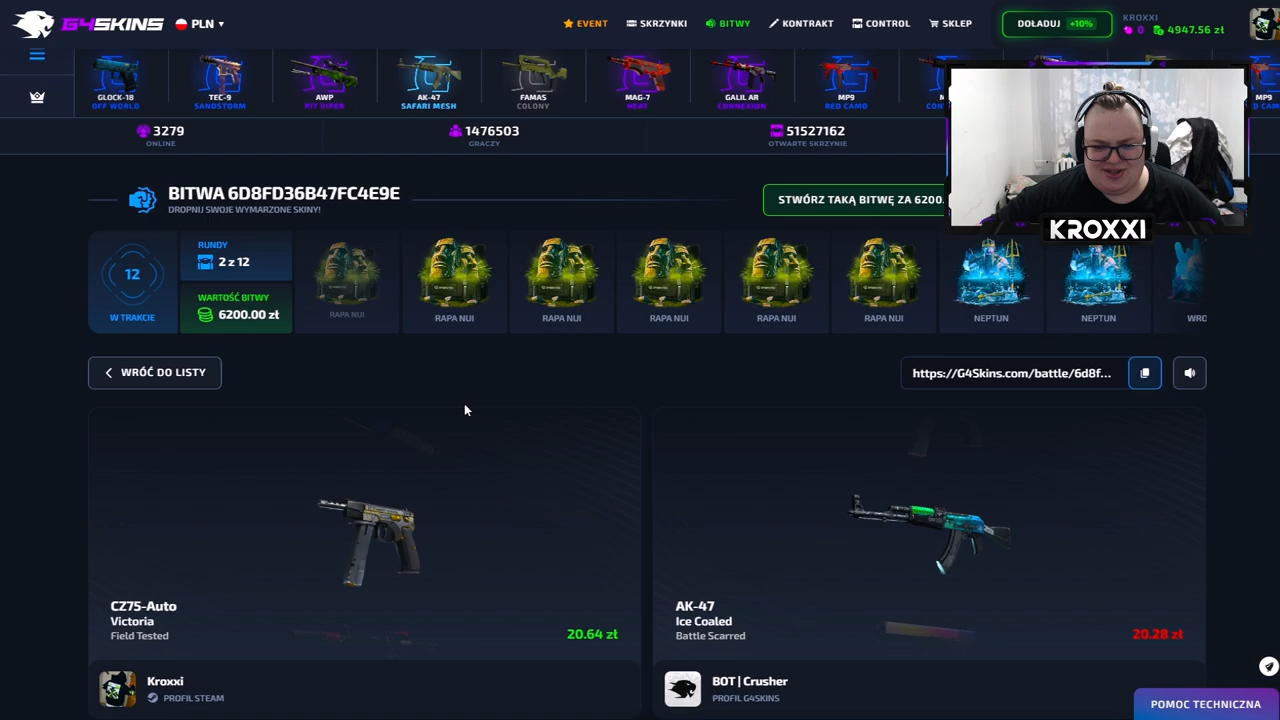 G4SKINS
PLN
EVENT
SKRZYNKI
BITWY
KONTRAKT
CONTROL
SKLEP
DOŁADUJ +10%
KROXXI
0 4947.56 zł
GLOCK-18
OFF WORLD
TEC-9
SANDSTORM
AWP
PIT VIPER
AK-47
SAFARI MESH
FAMAS
COLONY
MAG-7
HEAT
GALIL AR
CONNEXION
MP9
RED CAMO
MP9
3279
ONLINE
1476503
GRACZY
51527162
OTWARTE SKRZYNIE
BITWA 6D8FD36B47FC4E9E
DROPNIJ SWOJE WYMARZONE SKINY!
STWÓRZ TAKĄ BITWĘ ZA 6200.
12
W TRAKCIE
RUNDY
2 z 12
WARTOŚĆ BITWY
6200.00 zł
RAPA NUI
RAPA NUI
RAPA NUI
RAPA NUI
RAPA NUI
RAPA NUI
NEPTUN
NEPTUN
WRO
KROXXI
WRÓĆ DO LISTY
https://G4Skins.com/battle/6d8f...
CZ75-Auto
Victoria
Field Tested
20.64 zł
AK-47
Ice Coaled
Battle Scarred
20.28 zł
Kroxxi
PROFIL STEAM
BOT | Crusher
PROFIL G4SKINS
POMOC TECHNICZNA